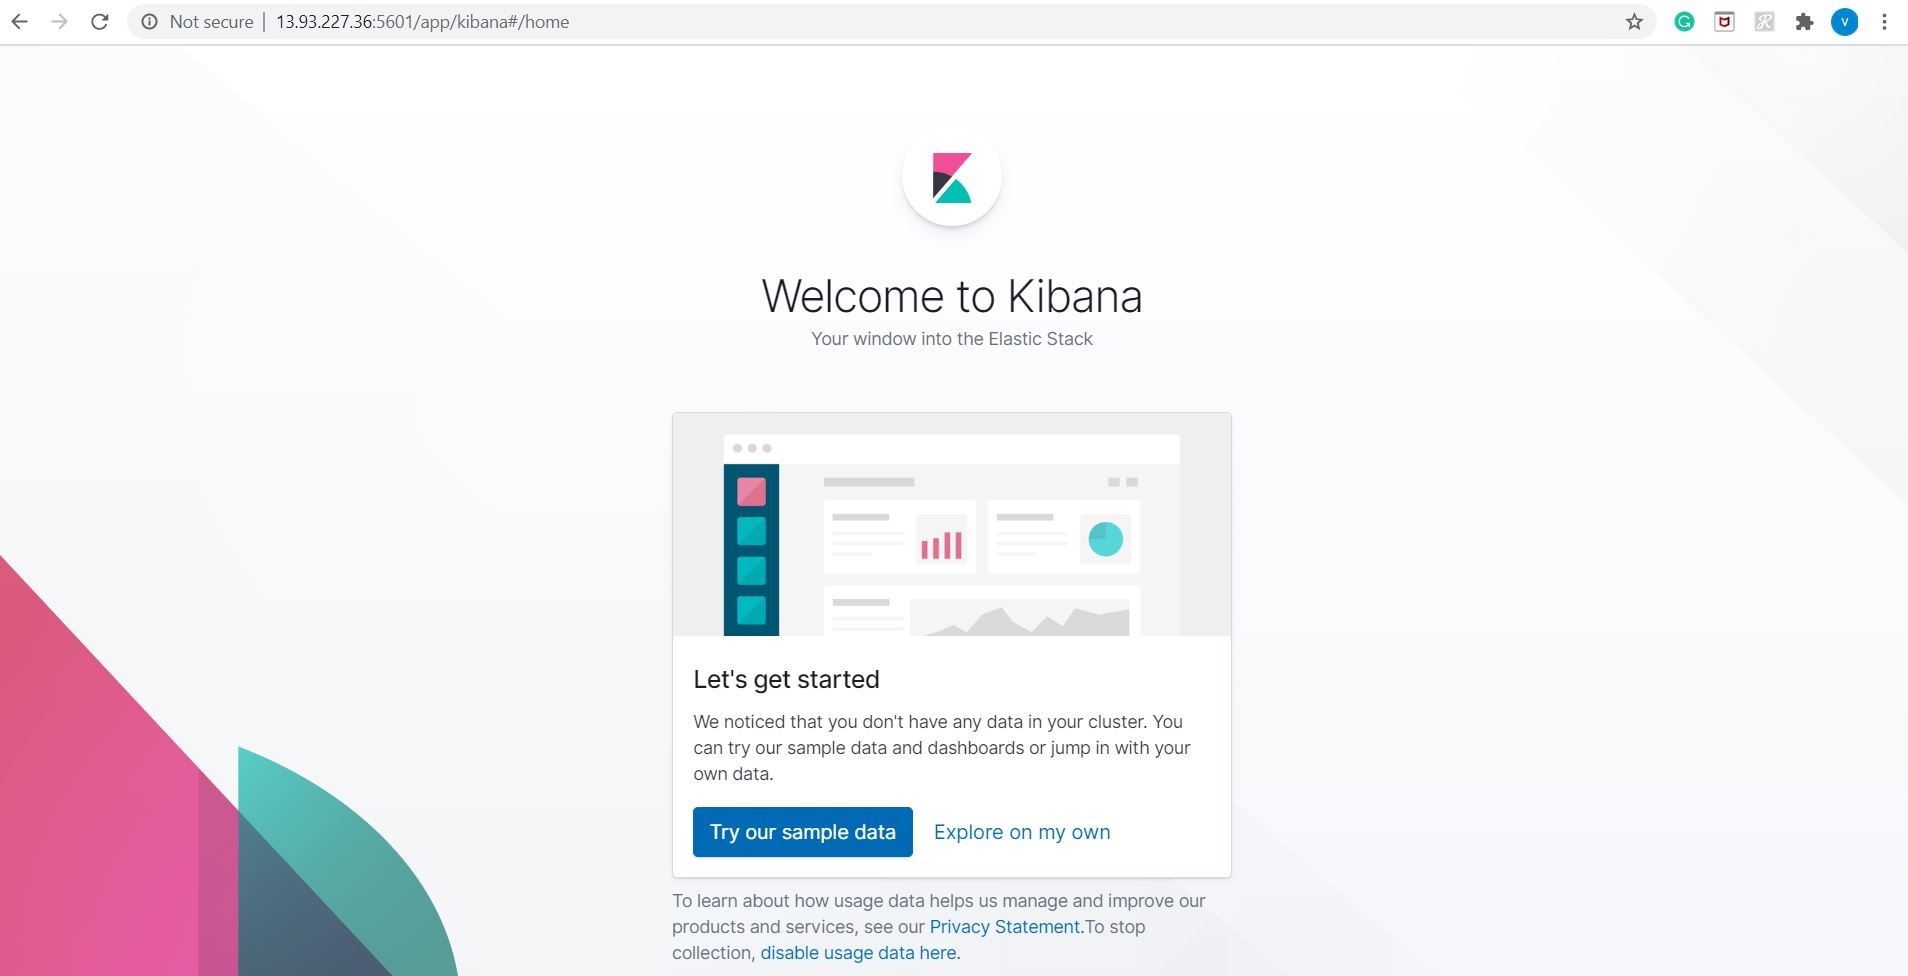 Not secure | 13.93.227.36:5601/app/kibana#/home
V
Welcome to Kibana
Your window into the Elastic Stack
Let's get started
We noticed that you don't have any data in your cluster. You
can try our sample data and dashboards or jump in with your
own data.
Try our sample data
Explore on my own
To learn about how usage data helps us manage and improve our
products and services, see our Privacy Statement.To stop
collection, disable usage data here.